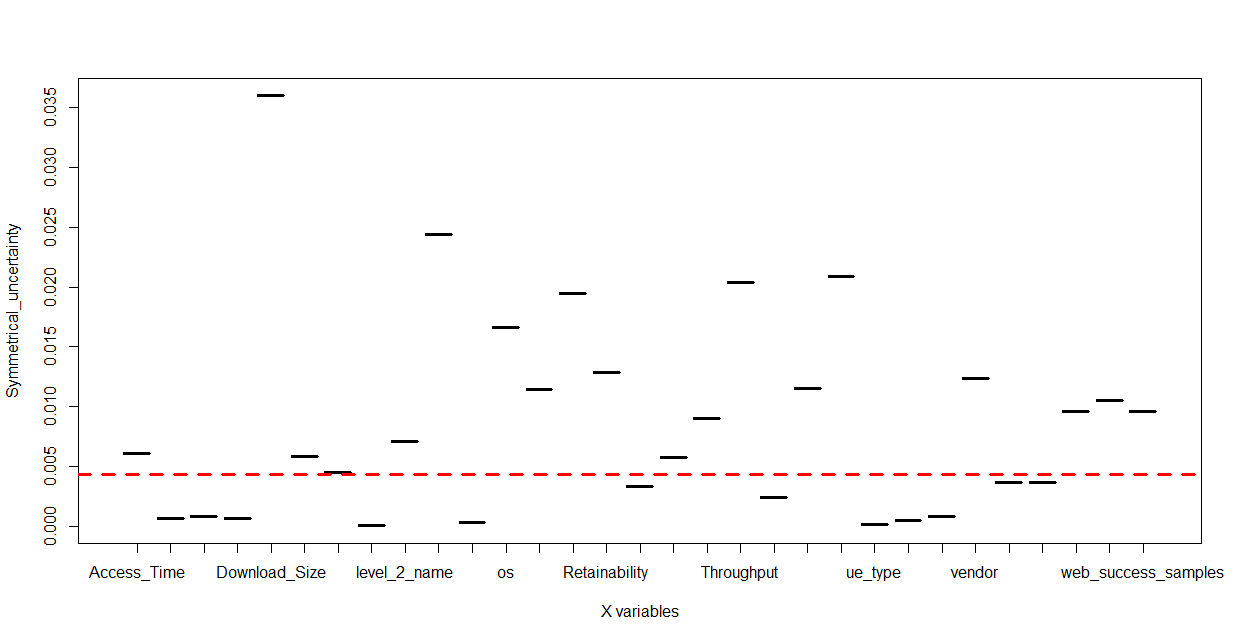 Symmetrical_uncertainty
0.035
0.030
0.025
0.020
0.015
0.010
0.005
0.000
Access_Time Download_Size level_2_name os Retainability Throughput ue_type vendor web_success_samples
X variables